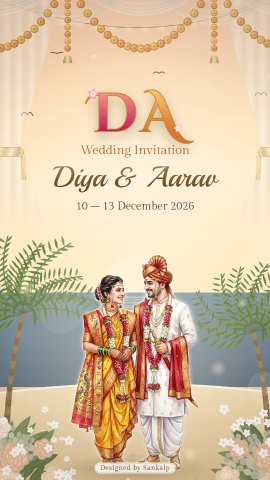 DA
Wedding Invitation
Diya & Aarav
10 — 13 December 2026
Designed by Sankalp